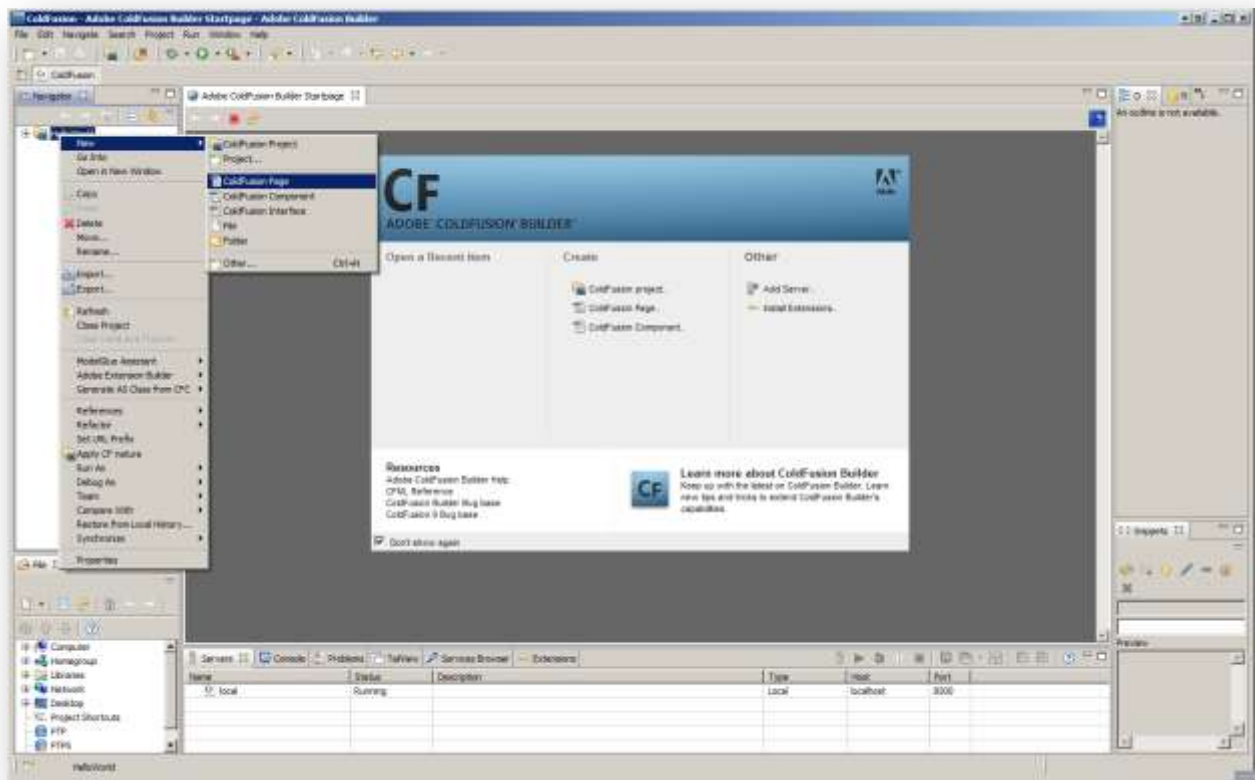 ColdFusion - Adobe ColdFusion Builder Startpage - Adobe ColdFusion Builder
File Edit Navigate Search Project Run Window Help
ColdFusion
Navigator
Adobe ColdFusion Builder Startpage
An outline is not available.
New
Go Into
Open in New Window
Copy
Delete
Move...
Rename...
Import...
Export...
Refresh
Close Project
ModelGlue Assistant
Adobe Extension Builder
Generate AS Class from CFC
References
Refactor
Set URL Prefix
Apply CF nature
Run As
Debug As
Team
Compare With
Restore from Local History...
Synchronize
Properties
ColdFusion Project
Project...
ColdFusion Page
ColdFusion Component
ColdFusion Interface
File
Folder
Other... Ctrl+N
CF
ADOBE® COLDFUSION® BUILDER™
Open a Recent Item
Create
ColdFusion project.
ColdFusion Page.
ColdFusion Component.
Other
Add Server.
Install Extensions.
Resources
Adobe ColdFusion Builder Help
CFML Reference
ColdFusion Builder Bug base
ColdFusion 9 Bug base
CF
Learn more about ColdFusion Builder
Keep up with the latest on ColdFusion Builder. Learn
new tips and tricks to extend ColdFusion Builder's
capabilities.
Don't show again
Snippets
Preview
File
Computer
Homegroup
Libraries
Network
Desktop
Project Shortcuts
FTP
FTPS
Servers Console Problems TailView Services Browser Extensions
Name Status Description Type Host Port
local Running Local localhost 8000
HelloWorld